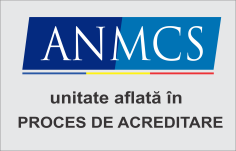 ANMCS
unitate aflată în
PROCES DE ACREDITARE